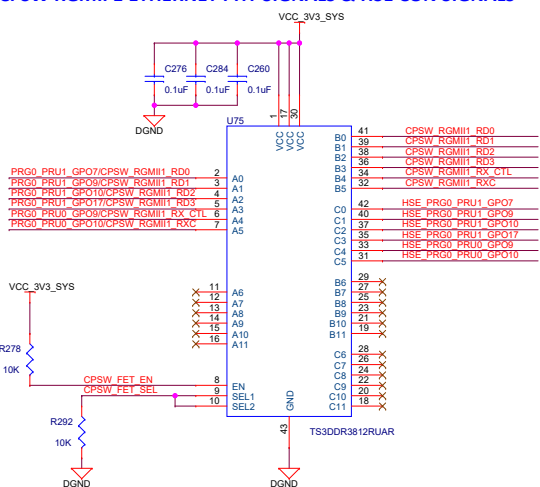 CPSW RGMII-1 ETHERNET PHY SIGNALS & HSE CON SIGNALS
VCC_3V3_SYS
C276
C284
C260
0.1uF
0.1uF
0.1uF
DGND
U75
1
17
30
VCC
VCC
VCC
PRG0_PRU1_GPO7/CPSW_RGMII1_RD0
2
A0
PRG0_PRU1_GPO9/CPSW_RGMII1_RD1
3
A1
PRG0_PRU1_GPO10/CPSW_RGMII1_RD2
4
A2
PRG0_PRU1_GPO17/CPSW_RGMII1_RD3
5
A3
PRG0_PRU0_GPO9/CPSW_RGMII1_RX_CTL
6
A4
PRG0_PRU0_GPO10/CPSW_RGMII1_RXC
7
A5
B0
41
CPSW_RGMII1_RD0
B1
39
CPSW_RGMII1_RD1
B2
38
CPSW_RGMII1_RD2
B3
36
CPSW_RGMII1_RD3
B4
34
CPSW_RGMII1_RX_CTL
B5
32
CPSW_RGMII1_RXC
C0
42
HSE_PRG0_PRU1_GPO7
C1
40
HSE_PRG0_PRU1_GPO9
C2
37
HSE_PRG0_PRU1_GPO10
C3
35
HSE_PRG0_PRU1_GPO17
C4
33
HSE_PRG0_PRU0_GPO9
C5
31
HSE_PRG0_PRU0_GPO10
VCC_3V3_SYS
11
A6
12
A7
13
A8
14
A9
15
A10
16
A11
B6
29
B7
27
B8
25
B9
23
B10
21
B11
19
C6
28
C7
26
C8
24
C9
22
C10
20
C11
18
R278
10K
CPSW_FET_EN
8
EN
CPSW_FET_SEL
9
SEL1
10
SEL2
GND
43
R292
10K
TS3DDR3812RUAR
DGND
DGND